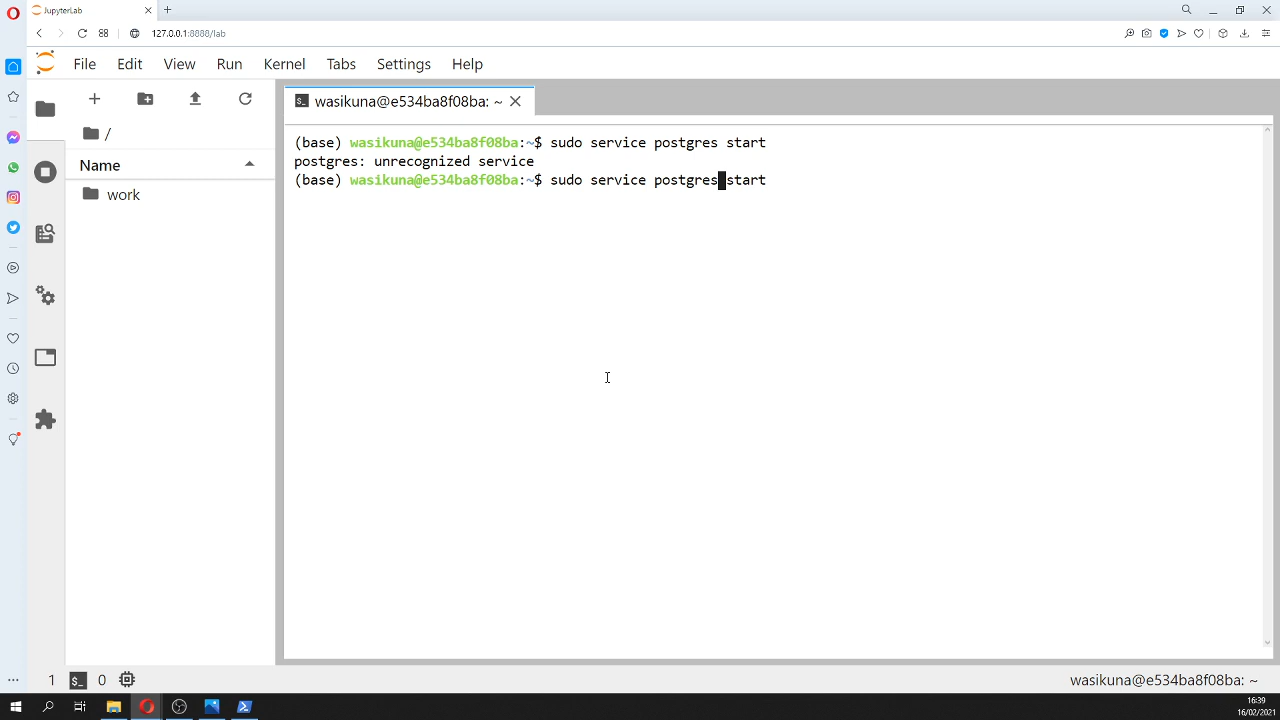 JupyterLab
127.0.0.1:8888/lab
File Edit View Run Kernel Tabs Settings Help
wasikuna@e534ba8f08ba: ~
/
Name
work
(base) wasikuna@e534ba8f08ba:~$ sudo service postgres start
postgres: unrecognized service
(base) wasikuna@e534ba8f08ba:~$ sudo service postgres start
1 $_ 0
wasikuna@e534ba8f08ba: ~
16:39
16/02/2021